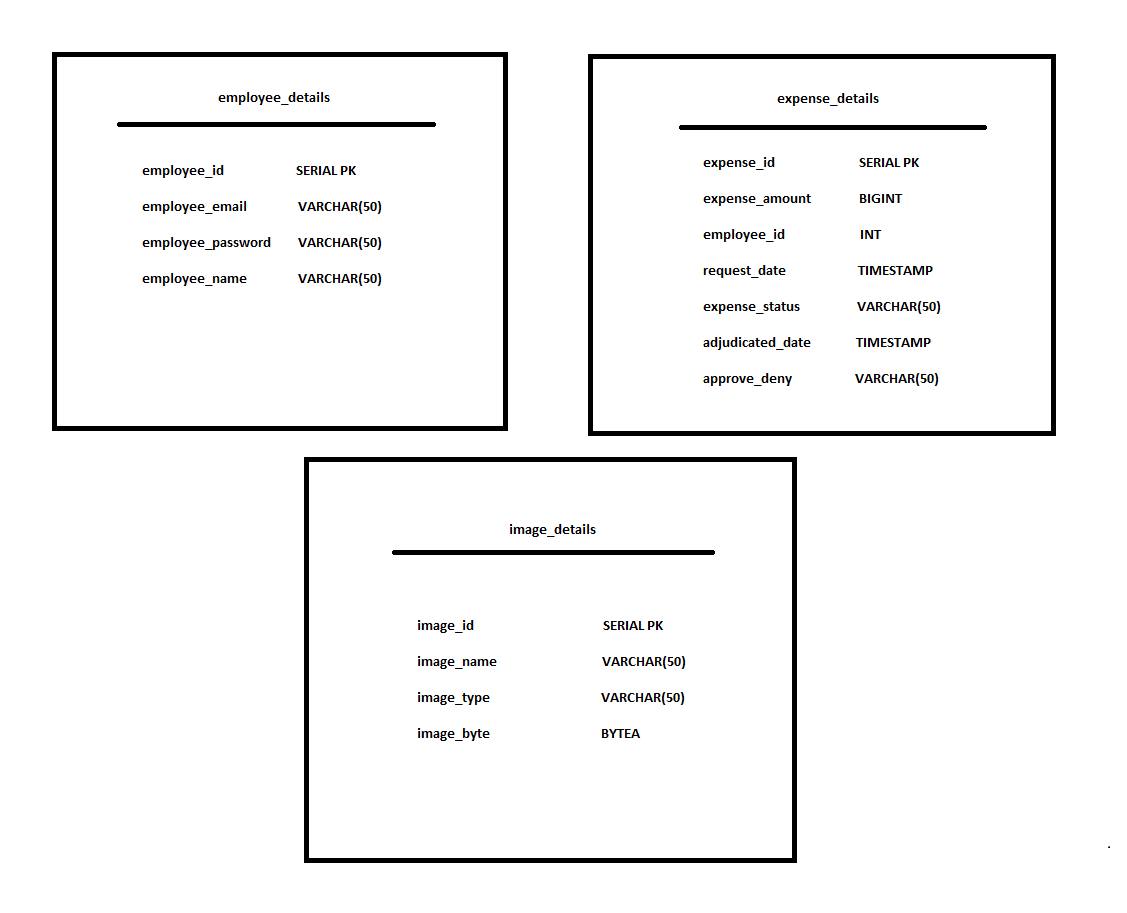 employee_details
employee_id SERIAL PK
employee_email VARCHAR(50)
employee_password VARCHAR(50)
employee_name VARCHAR(50)
expense_details
expense_id SERIAL PK
expense_amount BIGINT
employee_id INT
request_date TIMESTAMP
expense_status VARCHAR(50)
adjudicated_date TIMESTAMP
approve_deny VARCHAR(50)
image_details
image_id SERIAL PK
image_name VARCHAR(50)
image_type VARCHAR(50)
image_byte BYTEA
.